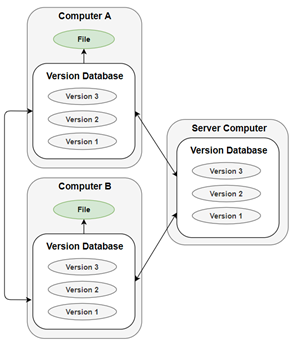 Computer A
File
Version Database
Version 3
Version 2
Version 1
Server Computer
Version Database
Version 3
Version 2
Version 1
Computer B
File
Version Database
Version 3
Version 2
Version 1